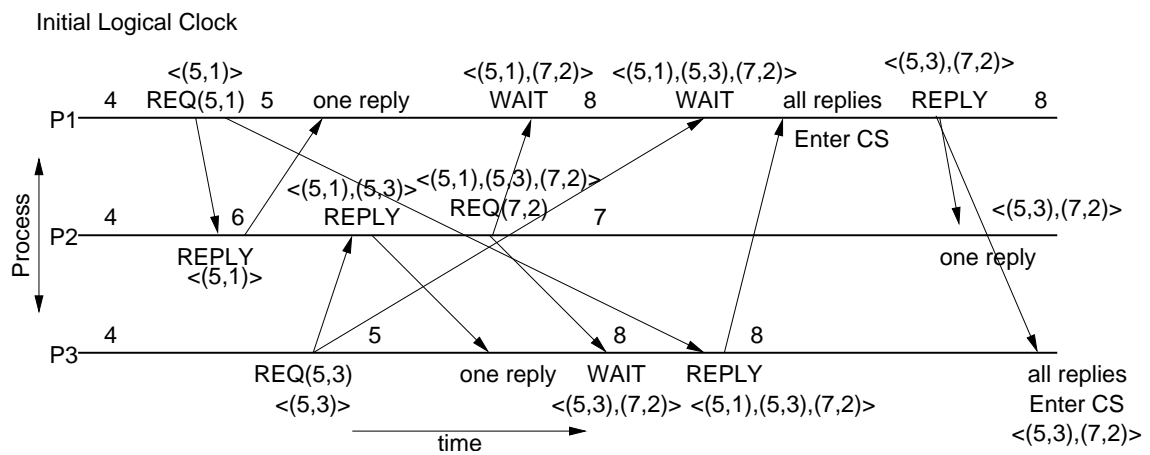 Initial Logical Clock
<(5,1)> <(5,1),(7,2)> <(5,1),(5,3),(7,2)> <(5,3),(7,2)>
4 REQ(5,1) 5 one reply WAIT 8 WAIT all replies REPLY 8
P1
Enter CS
<(5,1),(5,3)> <(5,1),(5,3),(7,2)>
4 6 REPLY REQ(7,2) 7 <(5,3),(7,2)>
P2
REPLY one reply
<(5,1)>
Process
4 5 8 8
P3
REQ(5,3) one reply WAIT REPLY all replies
<(5,3)> <(5,3),(7,2)> <(5,1),(5,3),(7,2)> Enter CS
time <(5,3),(7,2)>